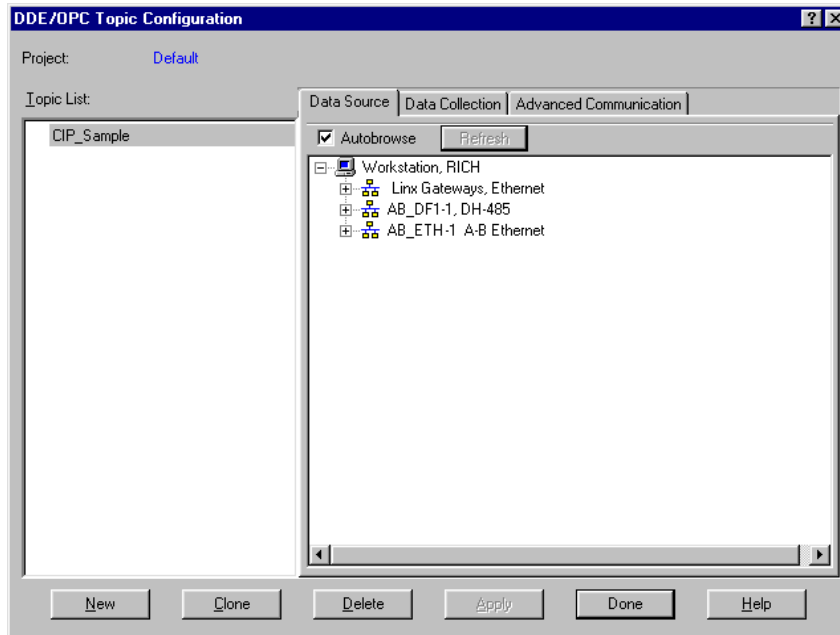 DDE/OPC Topic Configuration
Project: Default
Topic List:
CIP_Sample
Data Source Data Collection Advanced Communication
Autobrowse Refresh
Workstation, RICH
Linx Gateways, Ethernet
AB_DF1-1, DH-485
AB_ETH-1 A-B Ethernet
New Clone Delete Apply Done Help